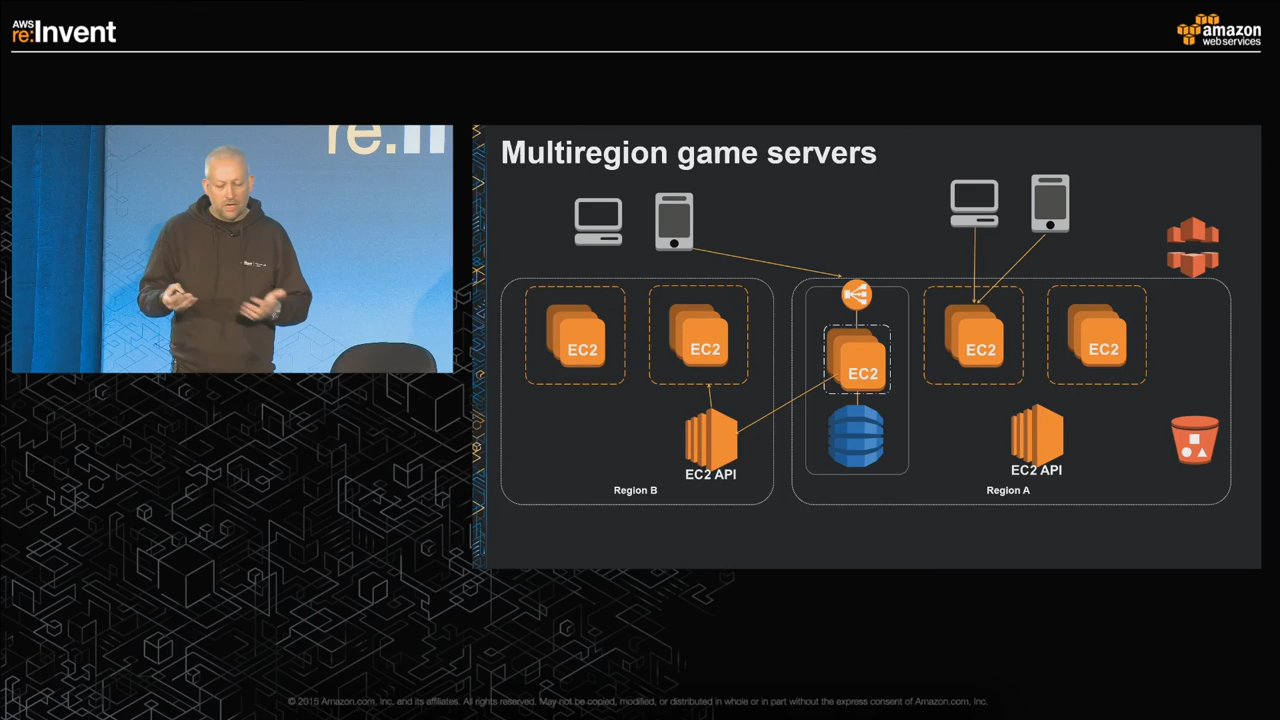 AWS
re:Invent
amazon
web services
re:I
Multiregion game servers
EC2
EC2
EC2
EC2
EC2
EC2 API
EC2 API
Region B
Region A
© 2015 Amazon.com, Inc. and its affiliates. All rights reserved. May not be copied, modified, or distributed in whole or in part without the express consent of Amazon.com, Inc.